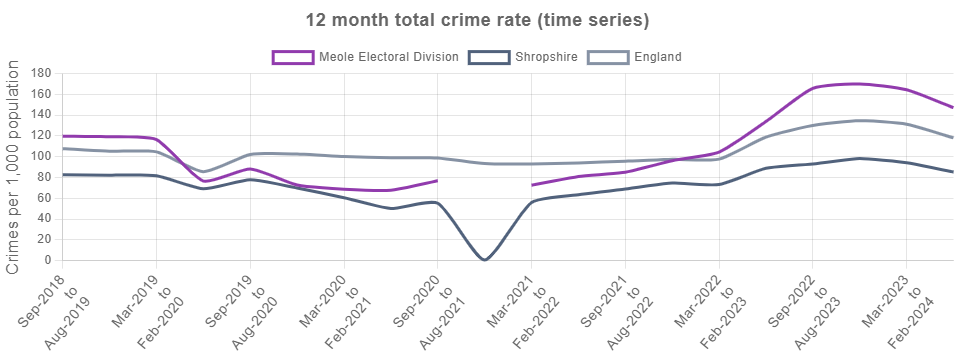 12 month total crime rate (time series)
Meole Electoral Division Shropshire England
Crimes per 1,000 population
180
160
140
120
100
80
60
40
20
0
Sep-2018
to
Aug-2019
Mar-2019
to
Feb-2020
Sep-2019
to
Aug-2020
Mar-2020
to
Feb-2021
Sep-2020
to
Aug-2021
Mar-2021
to
Feb-2022
Sep-2021
to
Aug-2022
Mar-2022
to
Feb-2023
Sep-2022
to
Aug-2023
Mar-2023
to
Feb-2024